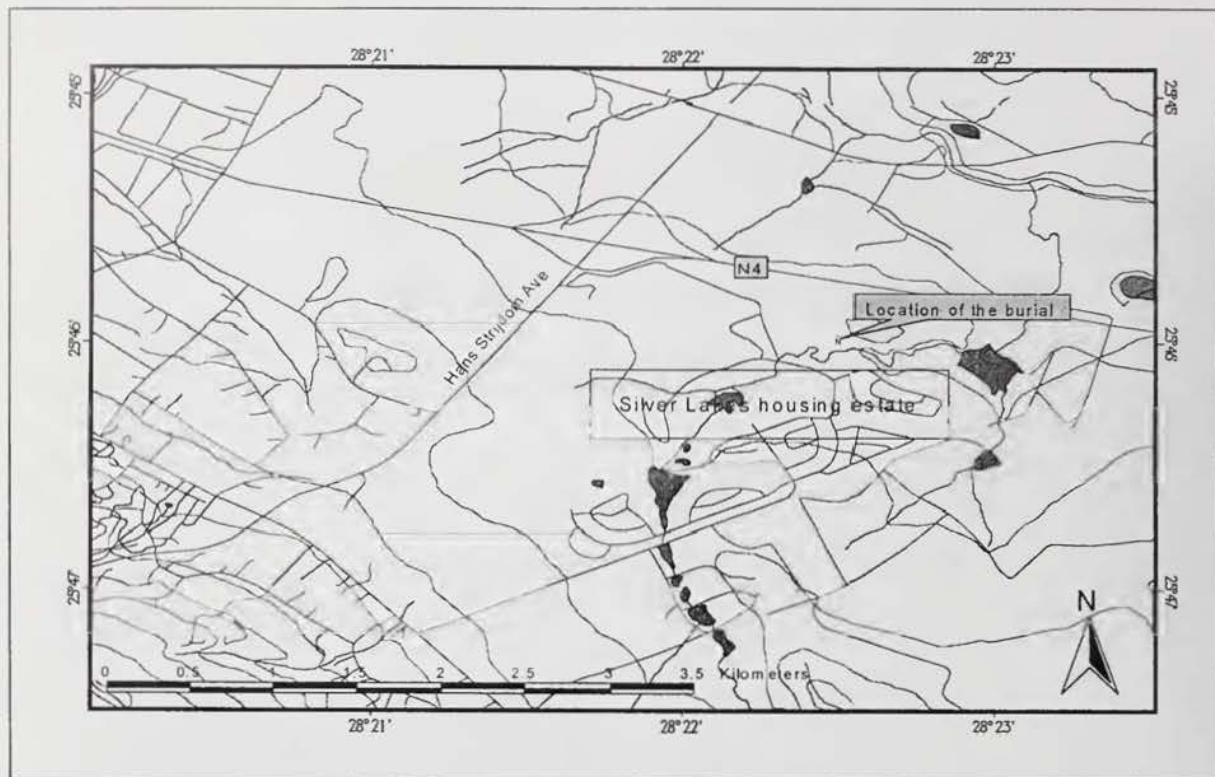 28°21'
28°22'
28°23'
25°45'
25°45'
N4
Hans Strijdom Ave
Location of the burial
25°46'
25°46'
Silver Lakes housing estate
25°47'
25°47'
N
0 0.5 1 1.5 2 2.5 3 3.5 Kilometers
28°21'
28°22'
28°23'